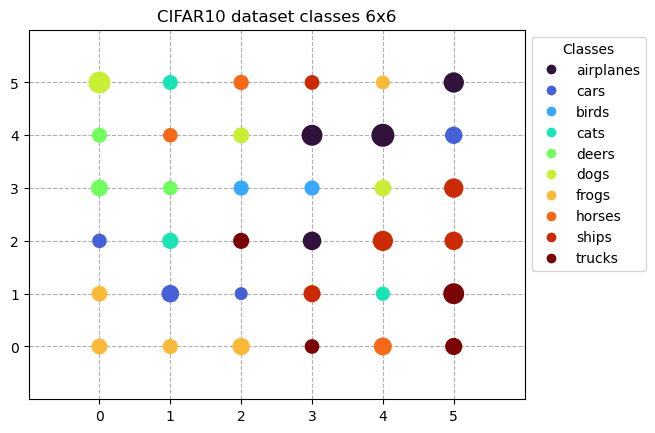 CIFAR10 dataset classes 6x6
5
4
3
2
1
0
0 1 2 3 4 5
Classes
airplanes
cars
birds
cats
deers
dogs
frogs
horses
ships
trucks